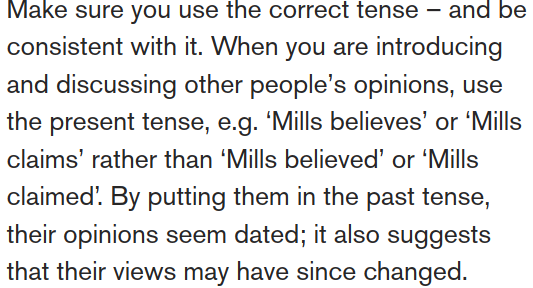 Make sure you use the correct tense – and be
consistent with it. When you are introducing
and discussing other people’s opinions, use
the present tense, e.g. ‘Mills believes’ or ‘Mills
claims’ rather than ‘Mills believed’ or ‘Mills
claimed’. By putting them in the past tense,
their opinions seem dated; it also suggests
that their views may have since changed.